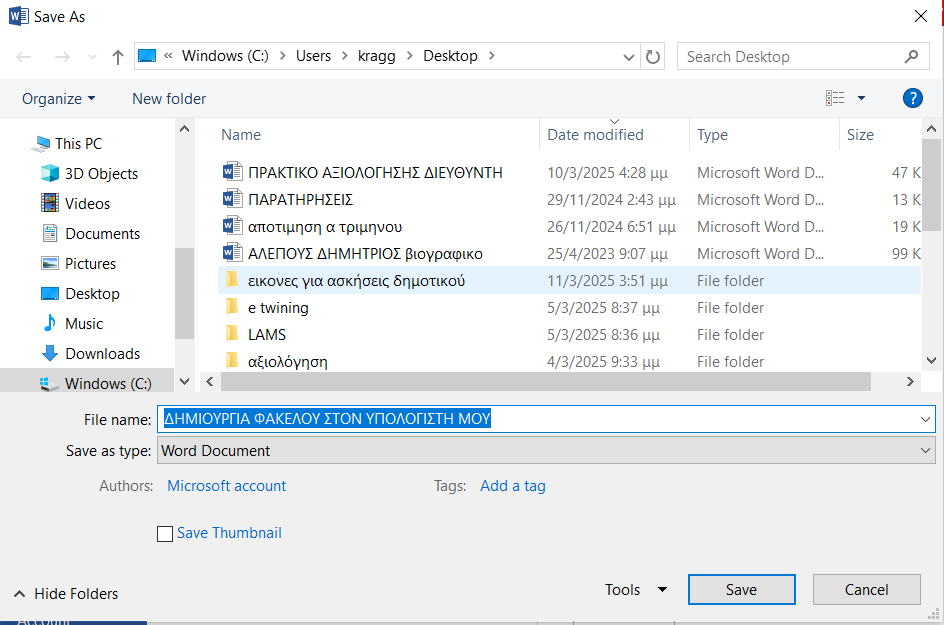 Save As
« Windows (C:) > Users > kragg > Desktop >
Search Desktop
Organize
New folder
Name
Date modified
Type
Size
This PC
3D Objects
Videos
Documents
Pictures
Desktop
Music
Downloads
Windows (C:)
ΠΡΑΚΤΙΚΟ ΑΞΙΟΛΟΓΗΣΗΣ ΔΙΕΥΘΥΝΤΗ 10/3/2025 4:28 μμ Microsoft Word D... 47 K
ΠΑΡΑΤΗΡΗΣΕΙΣ 29/11/2024 2:43 μμ Microsoft Word D... 13 K
αποτιμηση α τριμηνου 26/11/2024 6:51 μμ Microsoft Word D... 19 K
ΑΛΕΠΟΥΣ ΔΗΜΗΤΡΙΟΣ βιογραφικο 25/4/2023 9:07 μμ Microsoft Word D... 99 K
εικονες για ασκήσεις δημοτικού 11/3/2025 3:51 μμ File folder
e twining 5/3/2025 8:37 μμ File folder
LAMS 5/3/2025 8:36 μμ File folder
αξιολόγηση 4/3/2025 9:33 μμ File folder
File name: ΔΗΜΙΟΥΡΓΙΑ ΦΑΚΕΛΟΥ ΣΤΟΝ ΥΠΟΛΟΓΙΣΤΗ ΜΟΥ
Save as type: Word Document
Authors: Microsoft account
Tags: Add a tag
Save Thumbnail
Hide Folders
Tools
Save
Cancel
Account